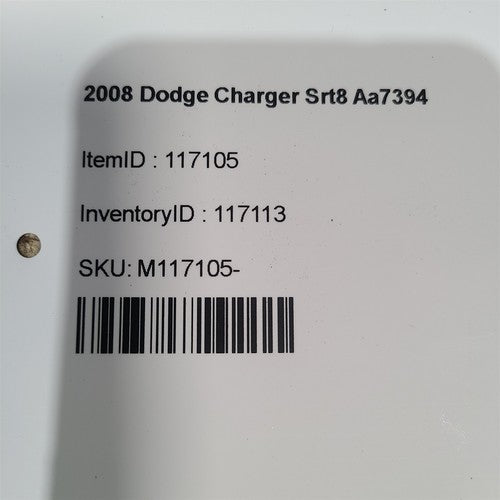 2008 Dodge Charger Srt8 Aa7394
ItemID : 117105
InventoryID : 117113
SKU: M117105-